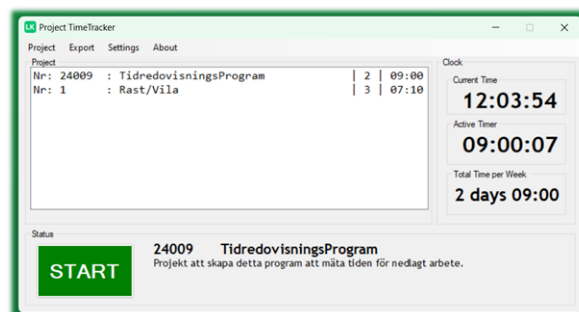 LK Project TimeTracker
Project Export Settings About
Project
Nr: 24009 : TidredovisningsProgram | 2 | 09:00
Nr: 1 : Rast/Vila | 3 | 07:10
Clock
Current Time
12:03:54
Active Timer
09:00:07
Total Time per Week
2 days 09:00
Status
START
24009 TidredovisningsProgram
Projekt att skapa detta program att mäta tiden för nedlagt arbete.